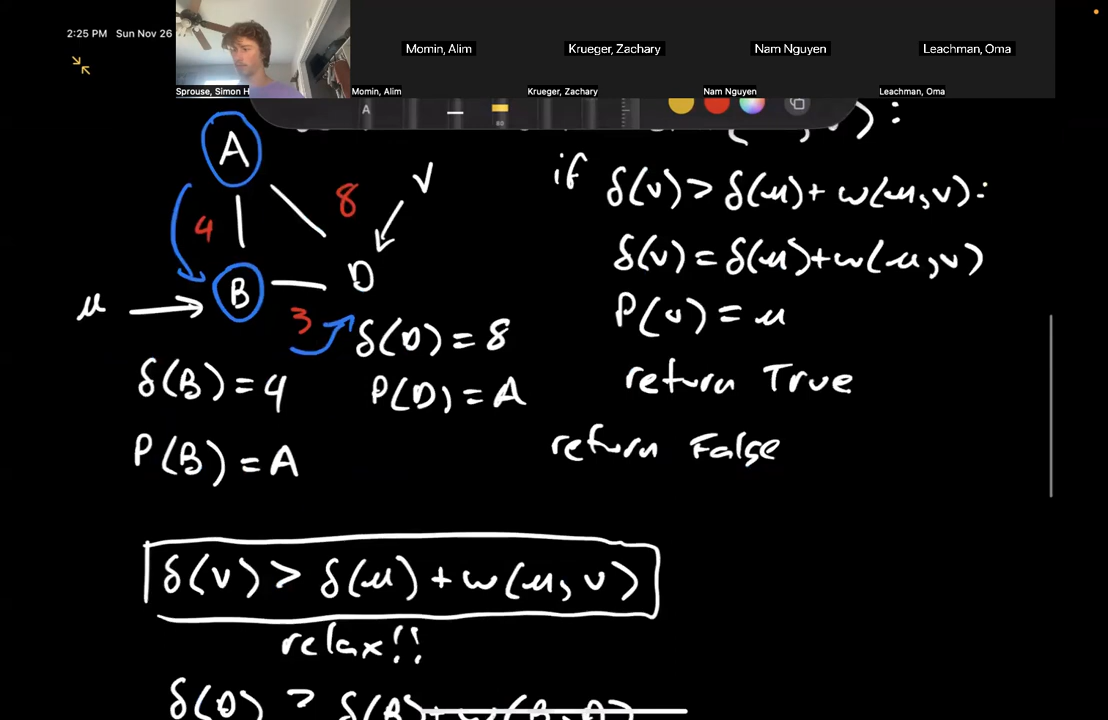 2:25 PM Sun Nov 26
Momin, Alim
Krueger, Zachary
Nam Nguyen
Leachman, Oma
Sprouse, Simon H
Momin, Alim
Krueger, Zachary
Nam Nguyen
Leachman, Oma
A
60
A
4
8
v
B
D
u
3
δ(D) = 8
P(D) = A
δ(B) = 4
P(B) = A
if δ(v) > δ(u) + w(u, v):
δ(v) = δ(u) + w(u, v)
P(v) = u
return True
return False
δ(v) > δ(u) + w(u, v)
relax!!
δ(D) > δ(B) + w(B, D)